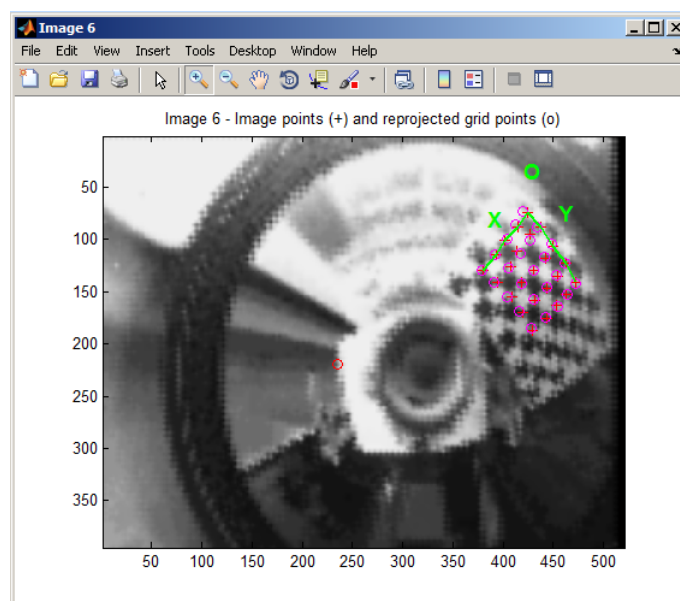 Image 6
File Edit View Insert Tools Desktop Window Help
Image 6 - Image points (+) and reprojected grid points (o)
O
X Y
50
100
150
200
250
300
350
50 100 150 200 250 300 350 400 450 500